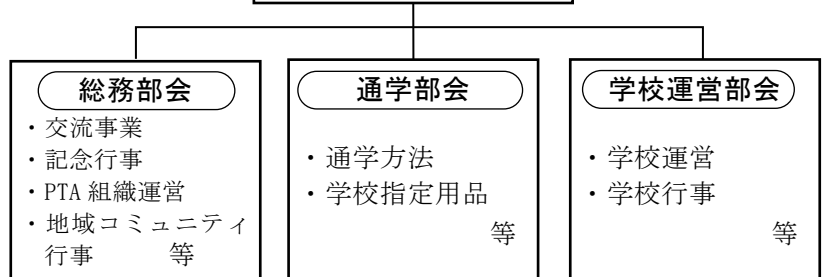 総務部会
・交流事業
・記念行事
・PTA 組織運営
・地域コミュニティ
行事　等
通学部会
・通学方法
・学校指定用品
等
学校運営部会
・学校運営
・学校行事
等